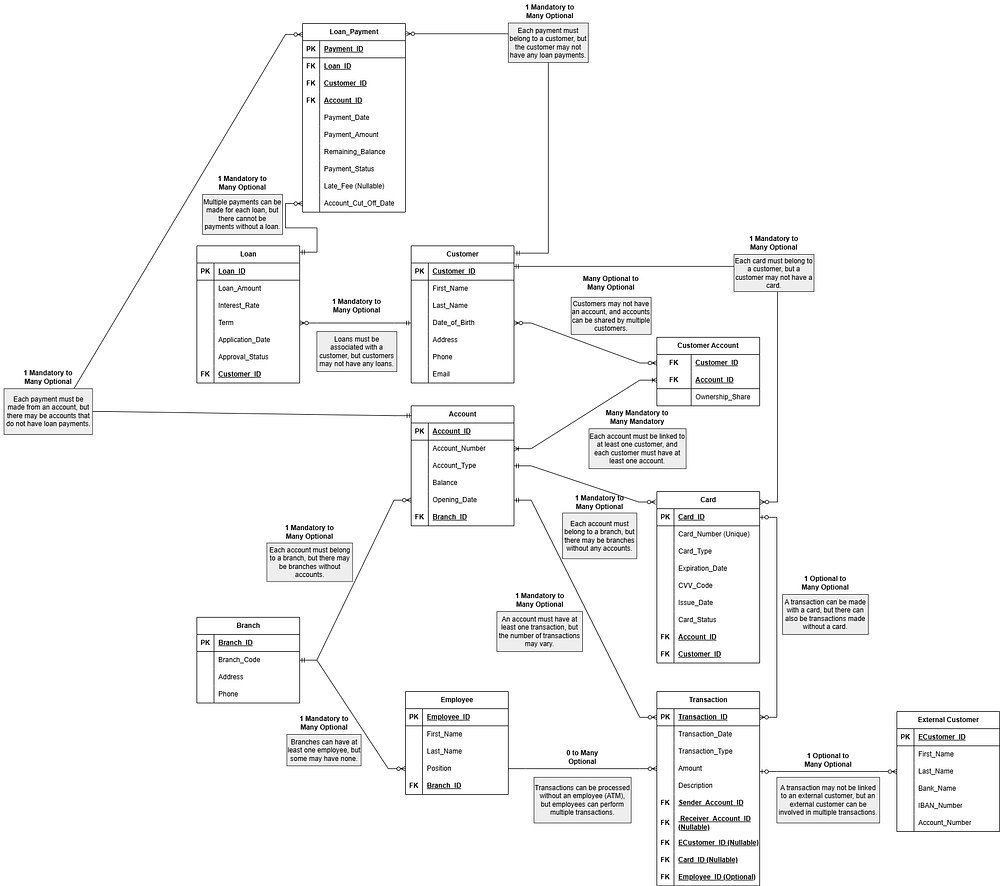 1 Mandatory to
Many Optional
Each payment must
belong to a customer, but
the customer may not
have any loan payments.
Loan_Payment
PK Payment_ID
FK Loan_ID
FK Customer_ID
FK Account_ID
Payment_Date
Payment_Amount
Remaining_Balance
Payment_Status
Late_Fee (Nullable)
Account_Cut_Off_Date
1 Mandatory to
Many Optional
Multiple payments can be
made for each loan, but
there cannot be
payments without a loan.
Loan
PK Loan_ID
Loan_Amount
Interest_Rate
Term
Application_Date
Approval_Status
FK Customer_ID
1 Mandatory to
Many Optional
Loans must be
associated with a
customer, but customers
may not have any loans.
Customer
PK Customer_ID
First_Name
Last_Name
Date_of_Birth
Address
Phone
Email
1 Mandatory to
Many Optional
Each card must belong to
a customer, but a
customer may not have a
card.
Many Optional to
Many Optional
Customers may not have
an account, and accounts
can be shared by multiple
customers.
Customer Account
FK Customer_ID
FK Account_ID
Ownership_Share
1 Mandatory to
Many Optional
Each payment must be
made from an account, but
there may be accounts that
do not have loan payments.
Account
PK Account_ID
Account_Number
Account_Type
Balance
Opening_Date
FK Branch_ID
Many Mandatory to
Many Mandatory
Each account must be linked to
at least one customer, and
each customer must have at
least one account.
1 Mandatory to
Many Optional
Each account must
belong to a branch, but
there may be branches
without any accounts.
Card
PK Card_ID
Card_Number (Unique)
Card_Type
Expiration_Date
CVV_Code
Issue_Date
Card_Status
FK Account_ID
FK Customer_ID
1 Mandatory to
Many Optional
Each account must belong
to a branch, but there may
be branches without
accounts.
1 Optional to
Many Optional
A transaction can be made
with a card, but there can
also be transactions made
without a card.
1 Mandatory to
Many Optional
An account must have at
least one transaction, but
the number of transactions
may vary.
Branch
PK Branch_ID
Branch_Code
Address
Phone
1 Mandatory to
Many Optional
Branches can have at
least one employee, but
some may have none.
Employee
PK Employee_ID
First_Name
Last_Name
Position
FK Branch_ID
0 to Many
Optional
Transactions can be processed
without an employee (ATM),
but employees can perform
multiple transactions.
Transaction
PK Transaction_ID
Transaction_Date
Transaction_Type
Amount
Description
FK Sender_Account_ID
FK Receiver_Account_ID
(Nullable)
FK ECustomer_ID (Nullable)
FK Card_ID (Nullable)
FK Employee_ID (Optional)
1 Optional to
Many Optional
A transaction may not be linked
to an external customer, but an
external customer can be
involved in multiple transactions.
External Customer
PK ECustomer_ID
First_Name
Last_Name
Bank_Name
IBAN_Number
Account_Number